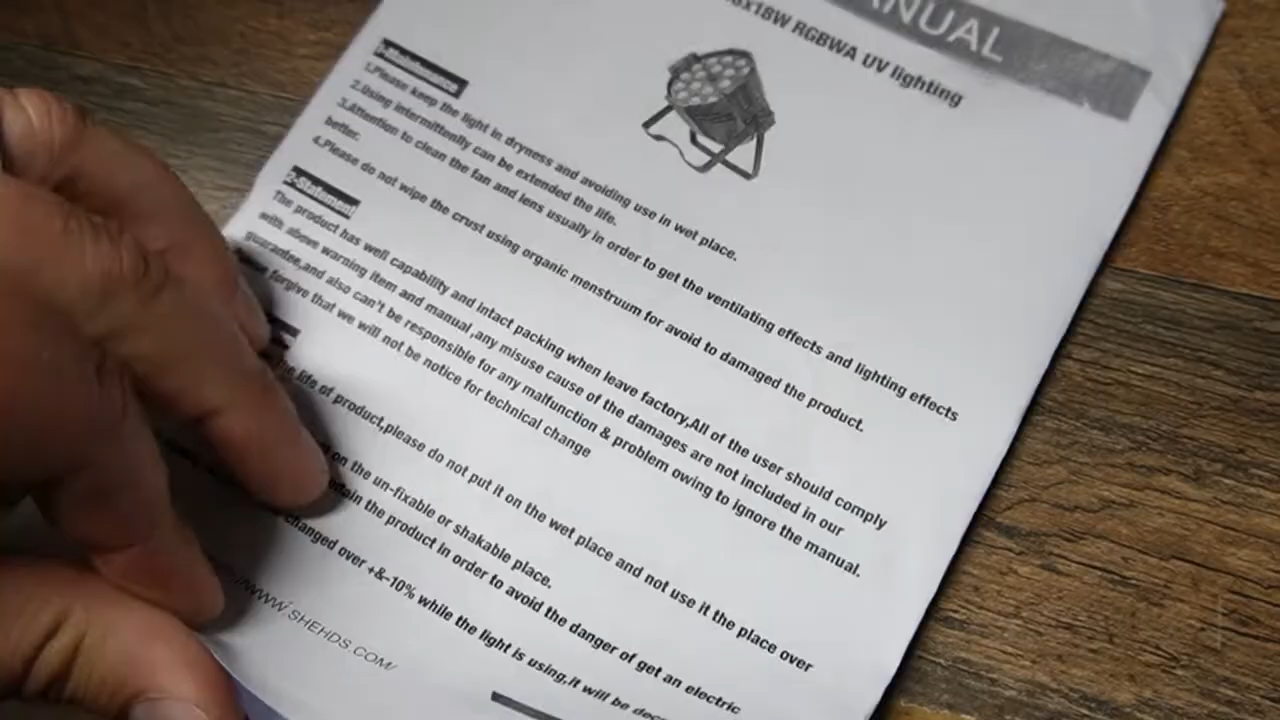 ANUAL
x18W RGBWA UV lighting
1-Maintenance
1.Please keep the light in dryness and avoiding use in wet place.
2.Using intermittenlly can be extended the life.
3.Attention to clean the fan and lens usually in order to get the ventilating effects and lighting effects
better.
4.Please do not wipe the crust using organic menstruum for avoid to damaged the product.
2-Statement
The product has well capability and intact packing when leave factory,All of the user should comply
with above warning item and manual ,any misuse cause of the damages are not included in our
guarantee,and also can't be responsible for any malfunction & problem owing to ignore the manual.
forgive that we will not be notice for technical change
the life of product,please do not put it on the wet place and not use it the place over
on the un-fixable or shakable place.
the product in order to avoid the danger of get an electric
changed over +&-10% while the light is using,it will be
WWW.SHEHDS.COM/